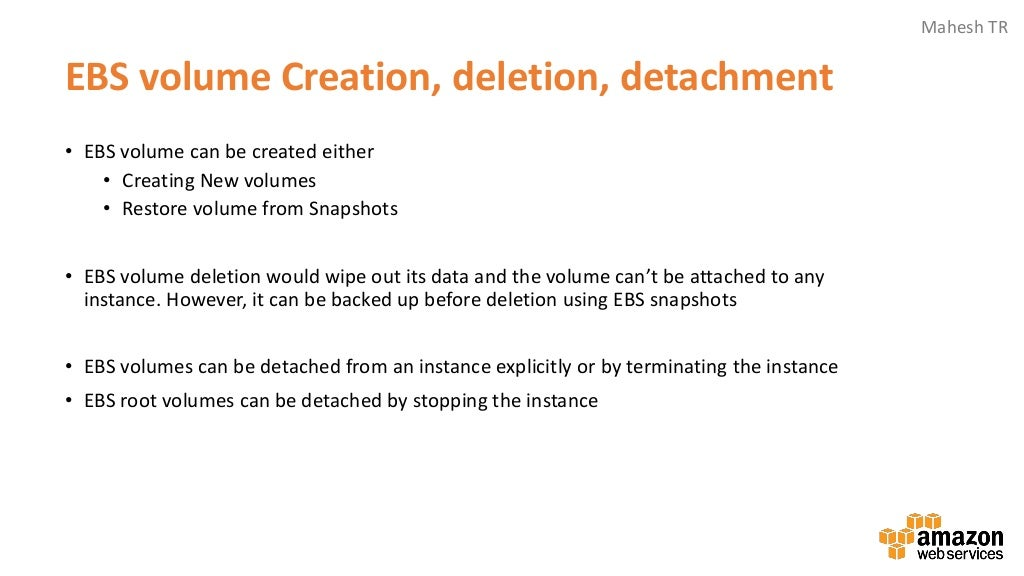 Mahesh TR
EBS volume Creation, deletion, detachment
• EBS volume can be created either
• Creating New volumes
• Restore volume from Snapshots
• EBS volume deletion would wipe out its data and the volume can’t be attached to any
instance. However, it can be backed up before deletion using EBS snapshots
• EBS volumes can be detached from an instance explicitly or by terminating the instance
• EBS root volumes can be detached by stopping the instance
amazon
web services